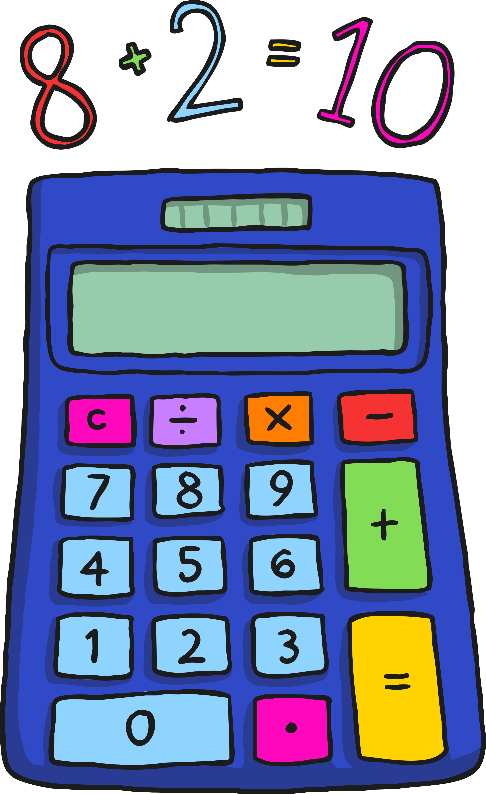 8 + 2 = 10
C ÷ × −
7 8 9 +
4 5 6
1 2 3 =
0 .